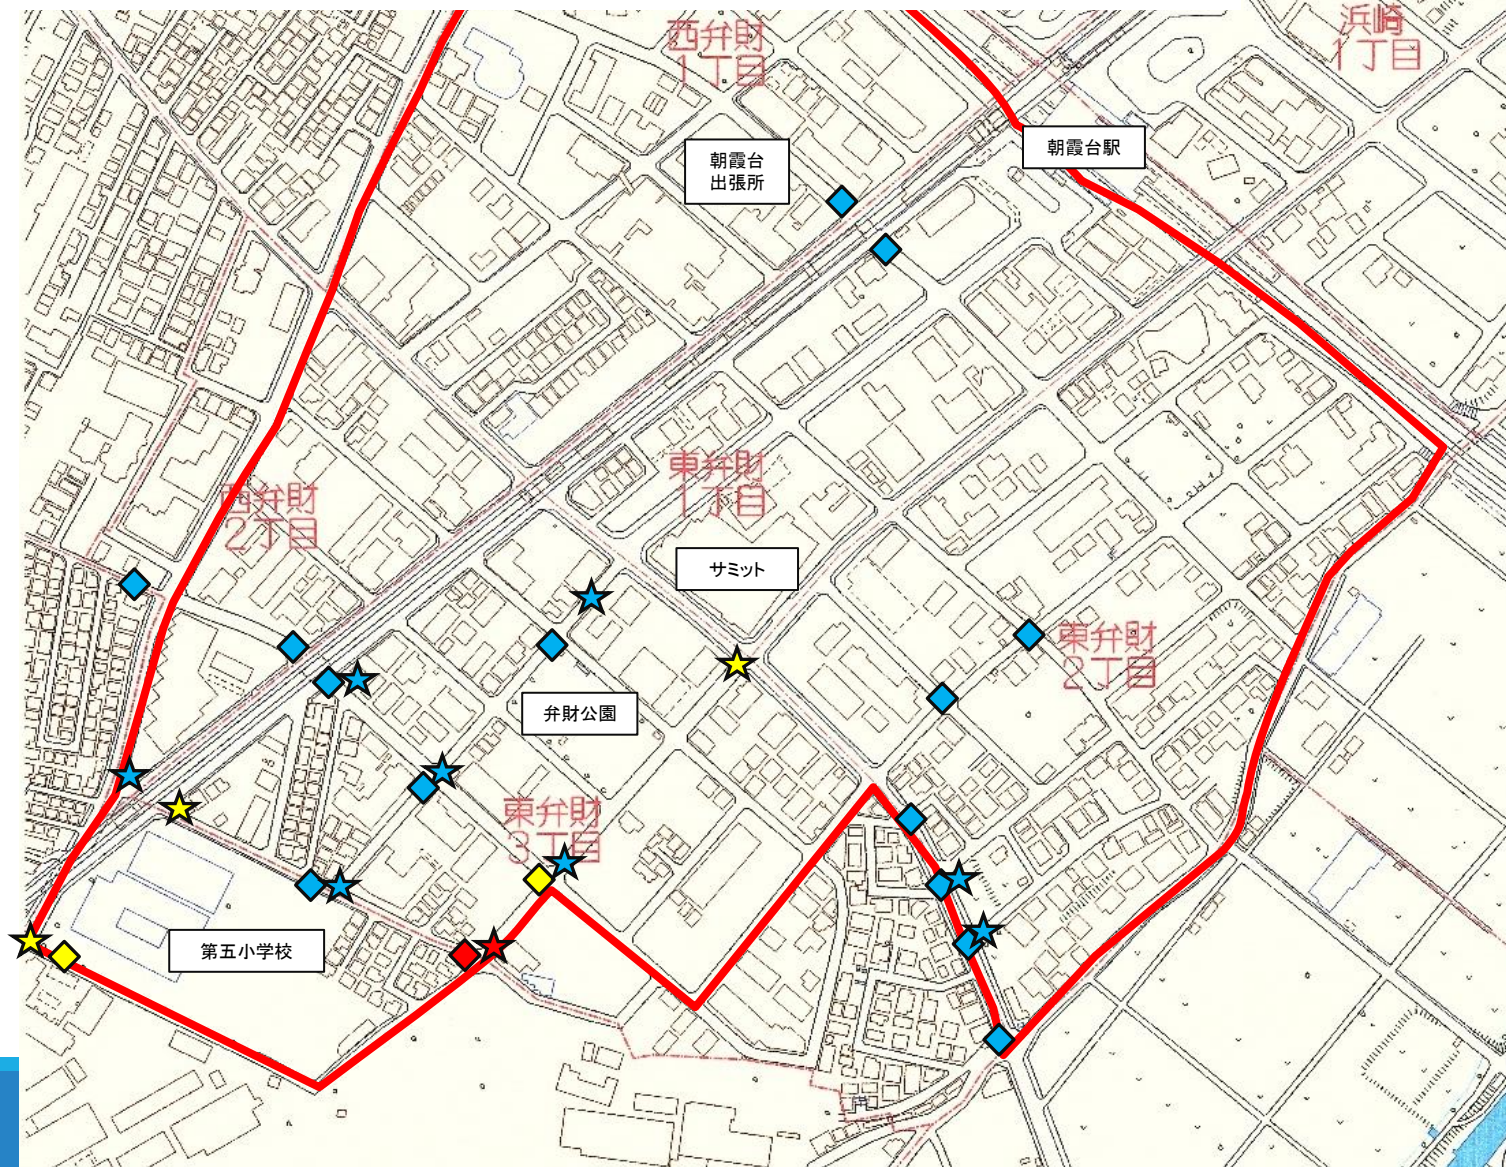 西弁財
1丁目
浜崎
1丁目
朝霞台
出張所
朝霞台駅
東弁財
1丁目
西弁財
2丁目
サミット
東弁財
2丁目
弁財公園
東弁財
3丁目
第五小学校